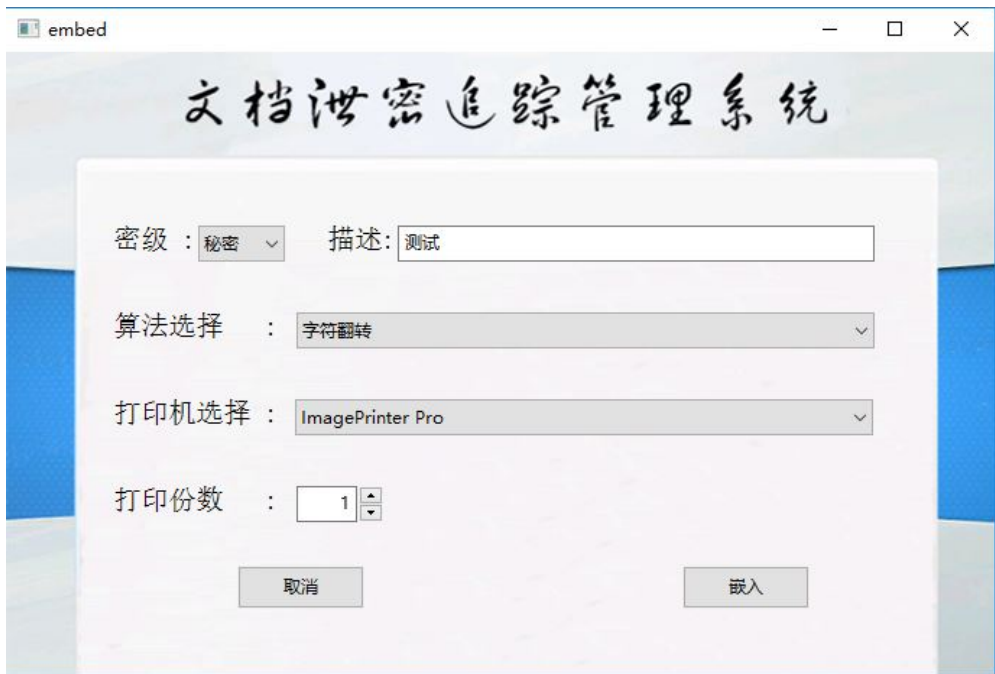 embed
文档泄密追踪管理系统
密级 : 秘密 描述: 测试
算法选择 : 字符翻转
打印机选择 : ImagePrinter Pro
打印份数 : 1
取消 嵌入